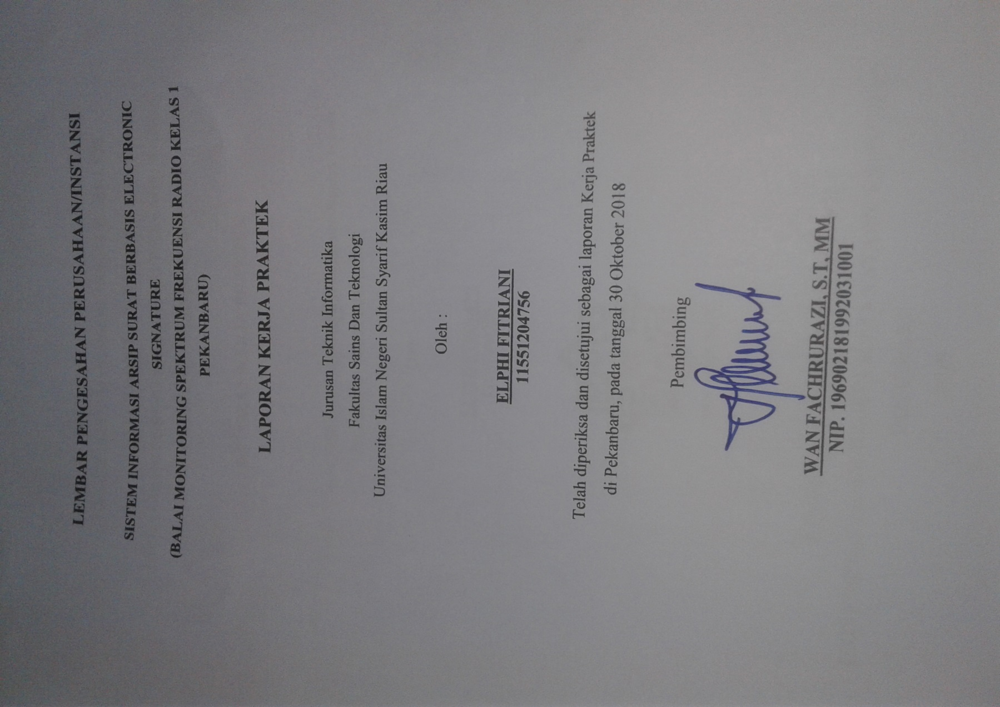 LEMBAR PENGESAHAN PERUSAHAAN/INSTANSI
SISTEM INFORMASI ARSIP SURAT BERBASIS ELECTRONIC
SIGNATURE
(BALAI MONITORING SPEKTRUM FREKUENSI RADIO KELAS 1
PEKANBARU)
LAPORAN KERJA PRAKTEK
Jurusan Teknik Informatika
Fakultas Sains Dan Teknologi
Universitas Islam Negeri Sultan Syarif Kasim Riau
Oleh :
ELPHI FITRIANI
11551204756
Telah diperiksa dan disetujui sebagai laporan Kerja Praktek
di Pekanbaru, pada tanggal 30 Oktober 2018
Pembimbing
WAN FACHRURAZI, S.T, MM
NIP. 196902181992031001